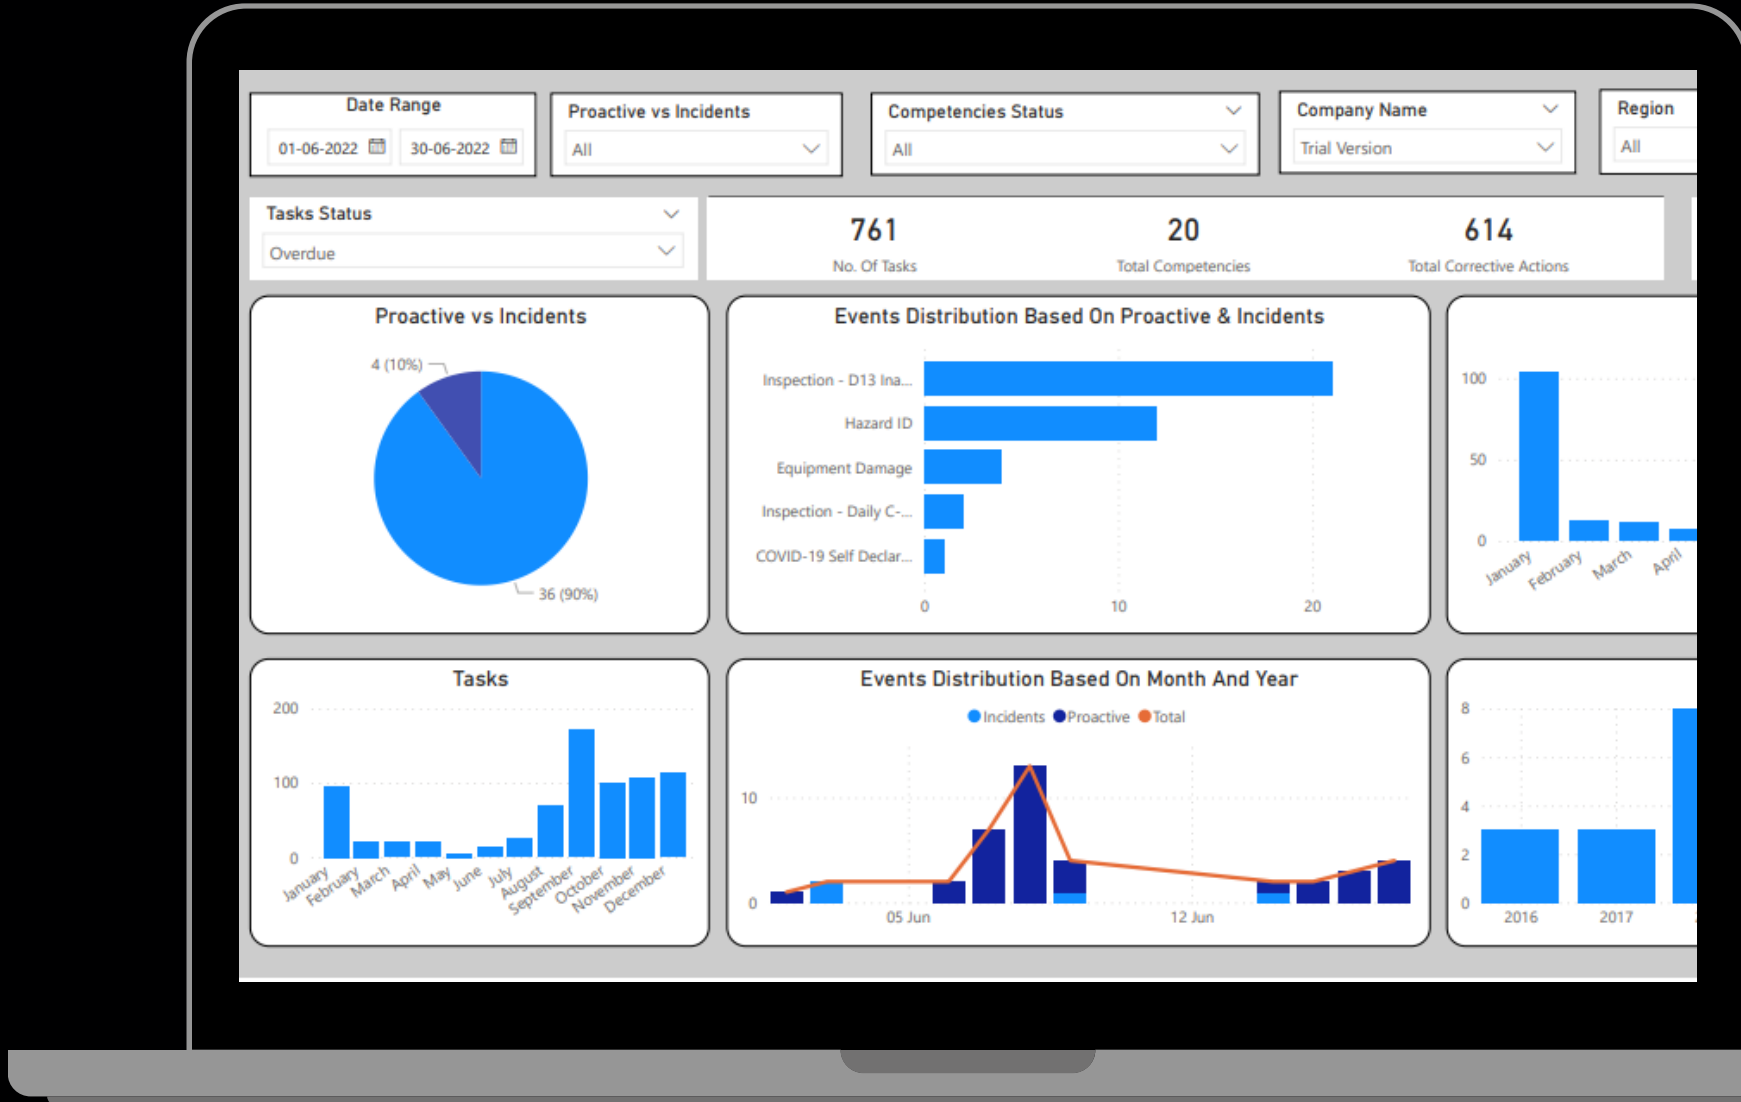 Date Range
01-06-2022
30-06-2022
Proactive vs Incidents
All
Competencies Status
All
Company Name
Trial Version
Region
All
Tasks Status
Overdue
761
No. Of Tasks
20
Total Competencies
614
Total Corrective Actions
Proactive vs Incidents
4 (10%)
36 (90%)
Events Distribution Based On Proactive & Incidents
Inspection - D13 Ina...
Hazard ID
Equipment Damage
Inspection - Daily C-...
COVID-19 Self Declar...
0
10
20
100
50
0
January
February
March
April
Tasks
200
100
0
January
February
March
April
May
June
July
August
September
October
November
December
Events Distribution Based On Month And Year
Incidents Proactive Total
10
0
05 Jun
12 Jun
8
6
4
2
0
2016
2017